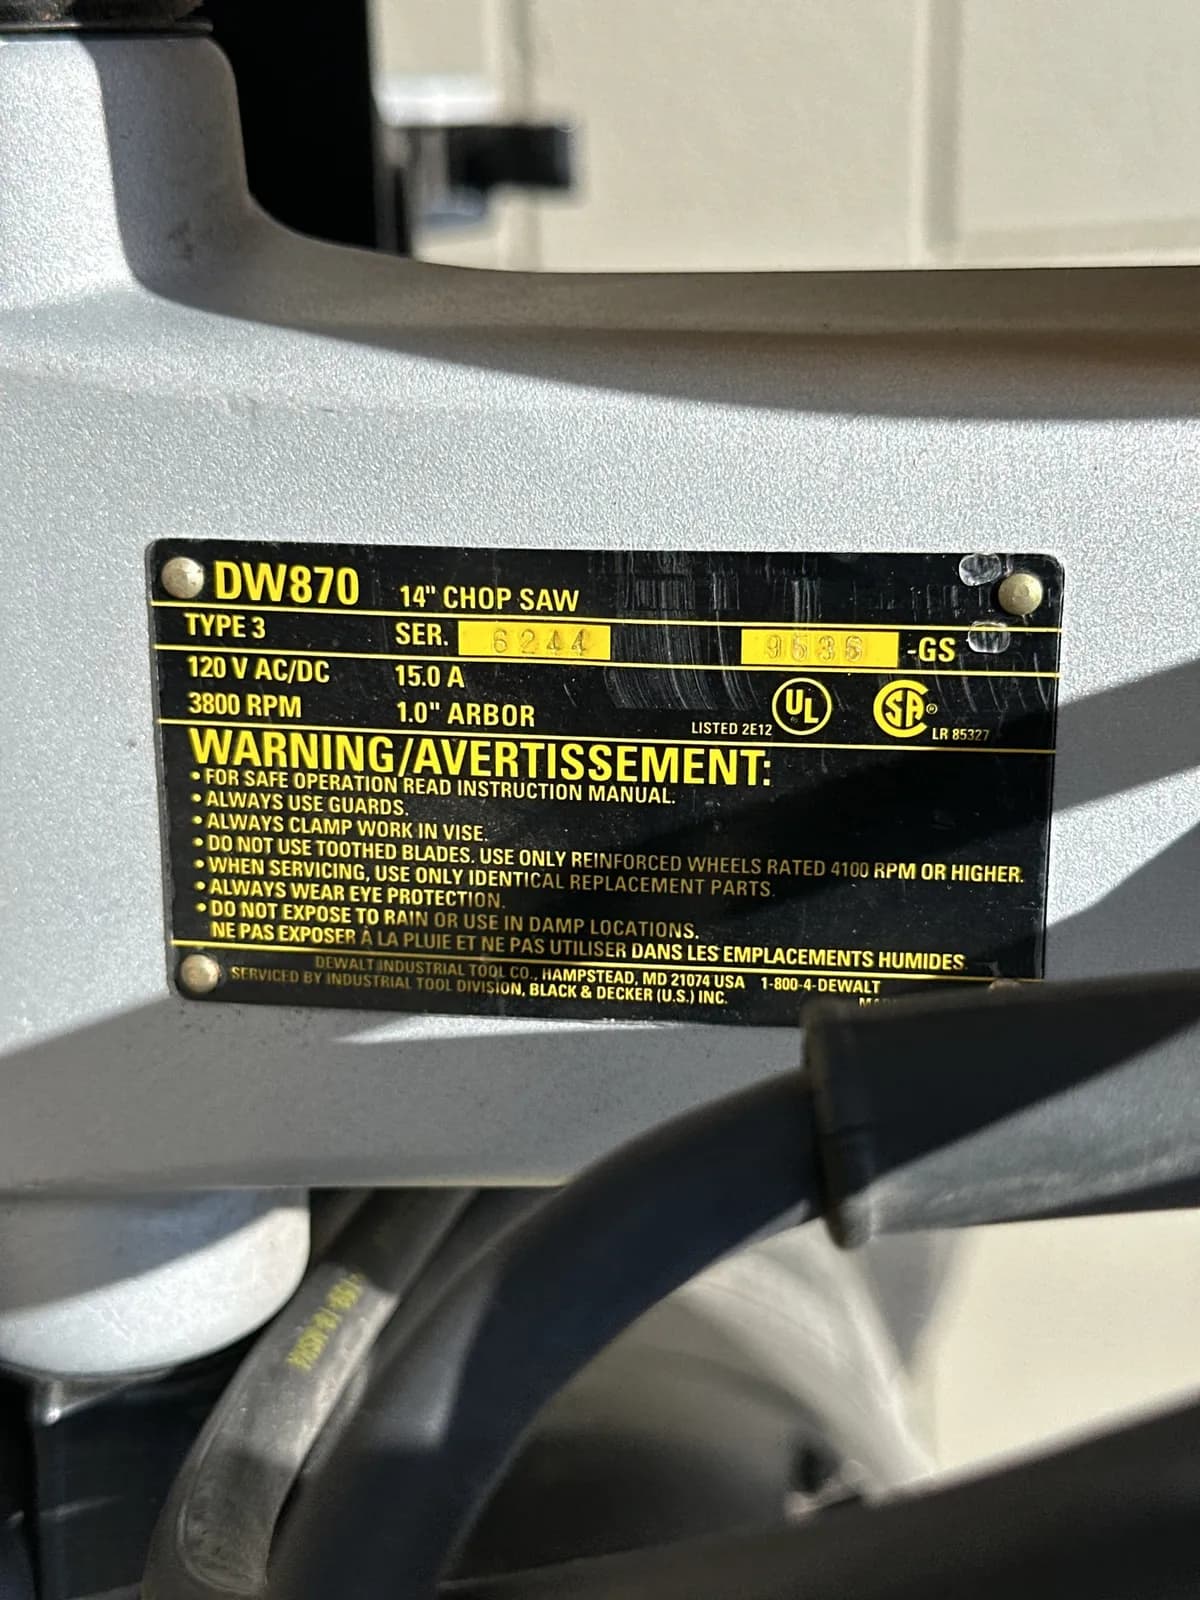 DW870 14" CHOP SAW
TYPE 3 SER. 6244 9536 -GS
120 V AC/DC 15.0 A
3800 RPM 1.0" ARBOR LISTED 2E12 UL SA ® LR 85327
WARNING/AVERTISSEMENT:
• FOR SAFE OPERATION READ INSTRUCTION MANUAL.
• ALWAYS USE GUARDS.
• ALWAYS CLAMP WORK IN VISE.
• DO NOT USE TOOTHED BLADES. USE ONLY REINFORCED WHEELS RATED 4100 RPM OR HIGHER.
• WHEN SERVICING, USE ONLY IDENTICAL REPLACEMENT PARTS.
• ALWAYS WEAR EYE PROTECTION.
• DO NOT EXPOSE TO RAIN OR USE IN DAMP LOCATIONS.
NE PAS EXPOSER À LA PLUIE ET NE PAS UTILISER DANS LES EMPLACEMENTS HUMIDES.
DEWALT INDUSTRIAL TOOL CO., HAMPSTEAD, MD 21074 USA 1-800-4-DEWALT
SERVICED BY INDUSTRIAL TOOL DIVISION, BLACK & DECKER (U.S.) INC.